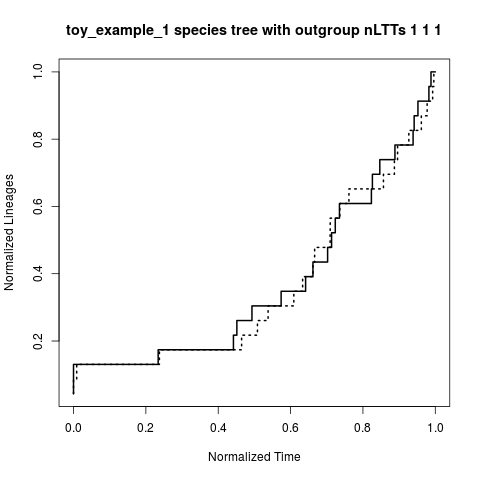 toy_example_1 species tree with outgroup nLTTs 1 1 1
1.0
0.8
0.6
0.4
0.2
Normalized Lineages
0.0 0.2 0.4 0.6 0.8 1.0
Normalized Time